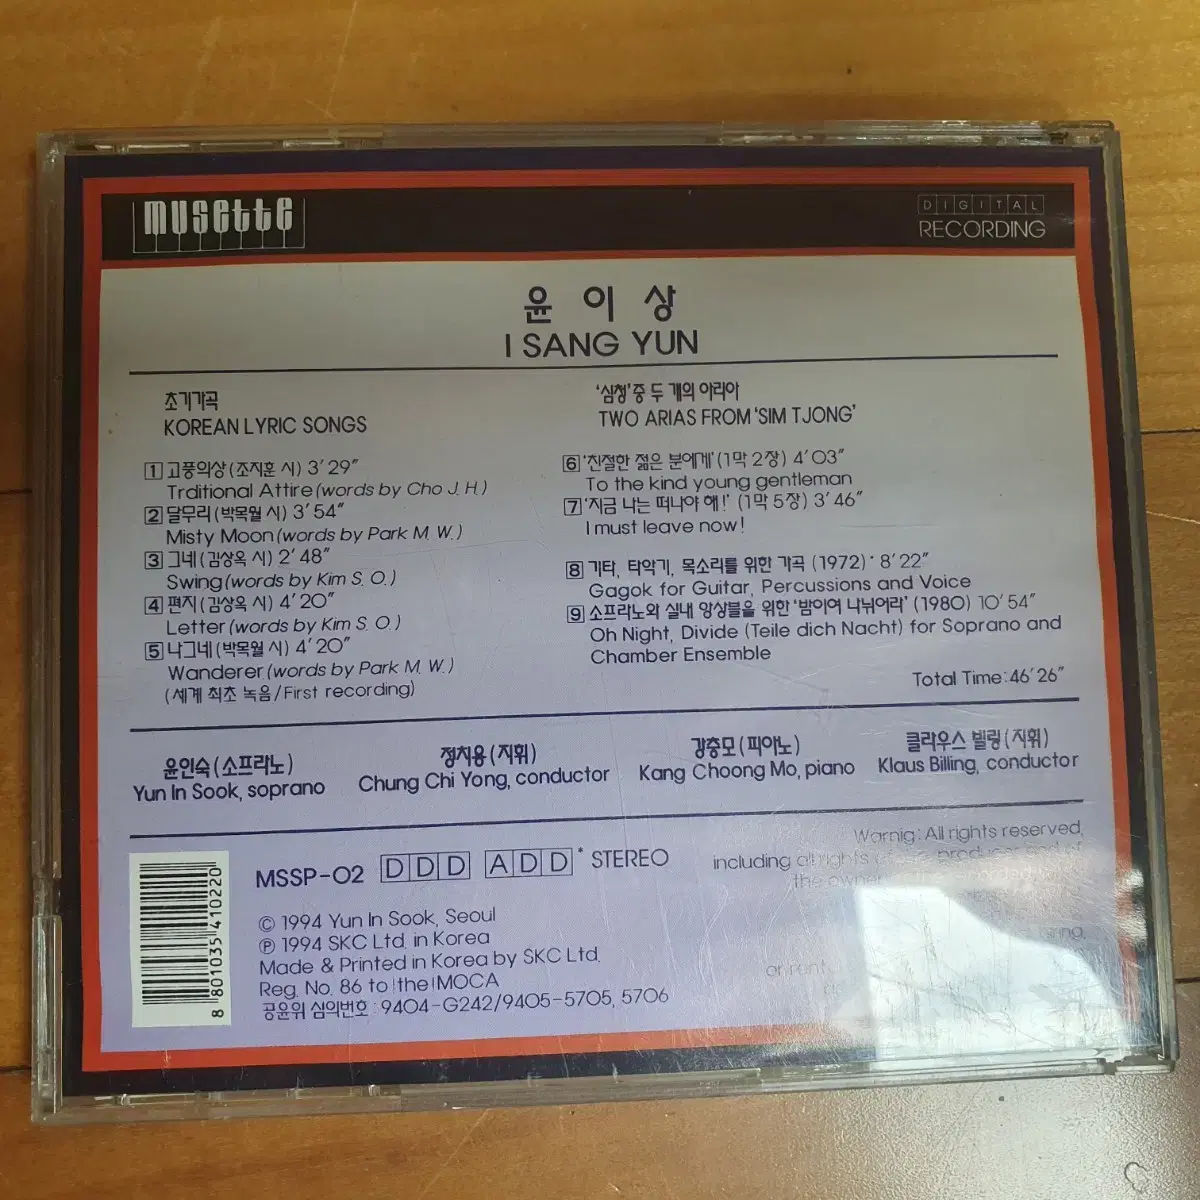 musette
DIGITAL
RECORDING
윤이상
I SANG YUN
초기가곡
KOREAN LYRIC SONGS
1 고풍의상(조지훈 시) 3′29″
Trditional Attire(words by Cho J. H.)
2 달무리(박목월 시) 3′54″
Misty Moon(words by Park M. W.)
3 그네(김상옥 시) 2′48″
Swing(words by Kim S. O.)
4 편지(김상옥 시) 4′20″
Letter(words by Kim S. O.)
5 나그네(박목월 시) 4′20″
Wanderer(words by Park M. W.)
(세계 최초 녹음/First recording)
‘심청’중 두 개의 아리아
TWO ARIAS FROM ‘SIM TJONG’
6 ‘친절한 젊은 분에게’(1막 2장) 4′03″
To the kind young gentleman
7 ‘지금 나는 떠나야 해!’ (1막 5장) 3′46″
I must leave now!
8 기타, 타악기, 목소리를 위한 가곡 (1972)* 8′22″
Gagok for Guitar, Percussions and Voice
9 소프라노와 실내 앙상블을 위한 ‘밤이여 나뉘어라’ (1980) 10′54″
Oh Night, Divide (Teile dich Nacht) for Soprano and
Chamber Ensemble
Total Time:46′26″
윤인숙(소프라노)
Yun In Sook, soprano
정치용(지휘)
Chung Chi Yong, conductor
강충모(피아노)
Kang Choong Mo, piano
클라우스 빌링(지휘)
Klaus Billing, conductor
8 801035 410220
MSSP-02 DDD ADD* STEREO
© 1994 Yun In Sook, Seoul
℗ 1994 SKC Ltd. in Korea
Made & Printed in Korea by SKC Ltd.
Reg. No. 86 to the MOCA
공윤위 심의번호 : 9404-G242/9405-5705, 5706
Warnig: All rights reserved,
including all rights of producer and of
the owner
or rent